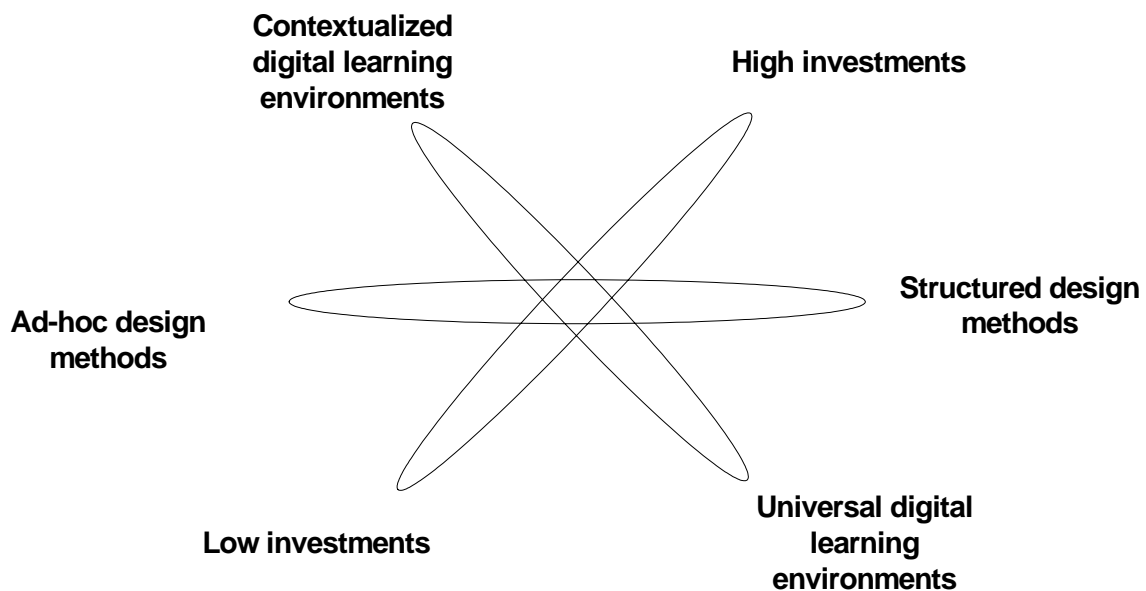 Contextualized
digital learning
environments
High investments
Ad-hoc design
methods
Structured design
methods
Low investments
Universal digital
learning
environments